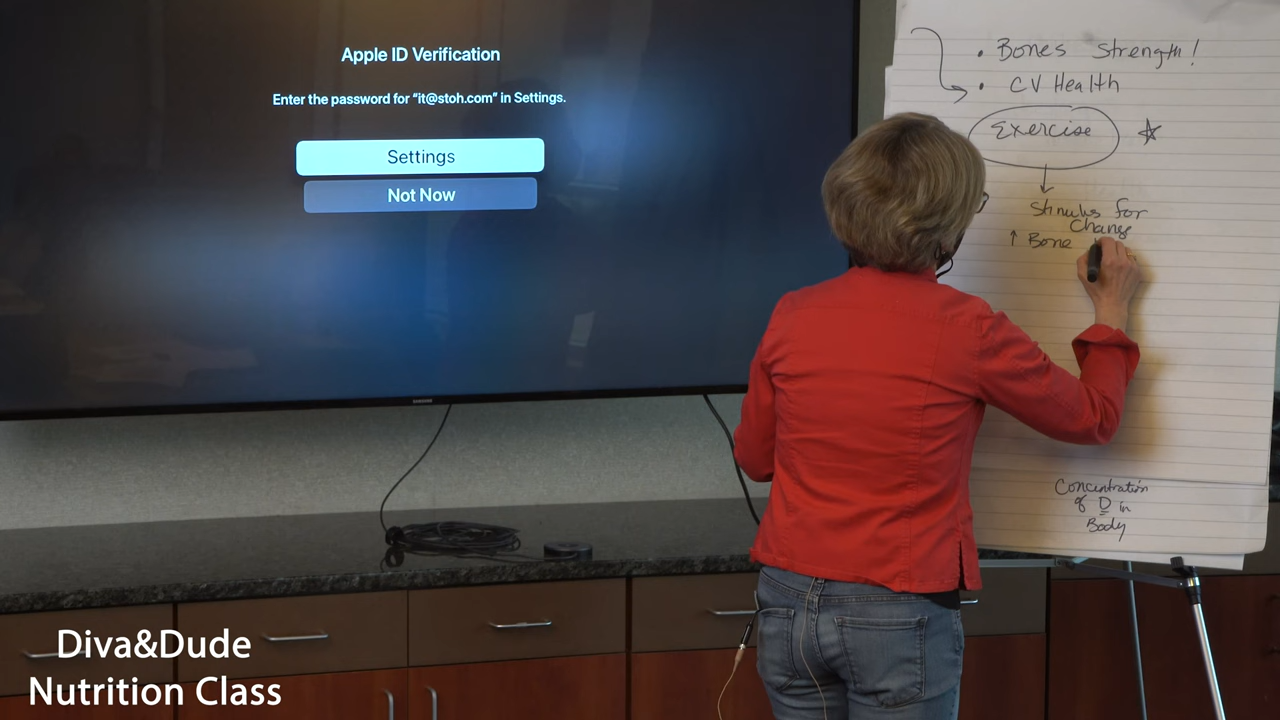 Apple ID Verification
Enter the password for “it@stoh.com” in Settings.
Settings
Not Now
SAMSUNG
• Bones Strength!
• CV Health
Exercise
Stimulus for
Change
↑ Bone
Concentration
of D in
Body
Diva&Dude
Nutrition Class